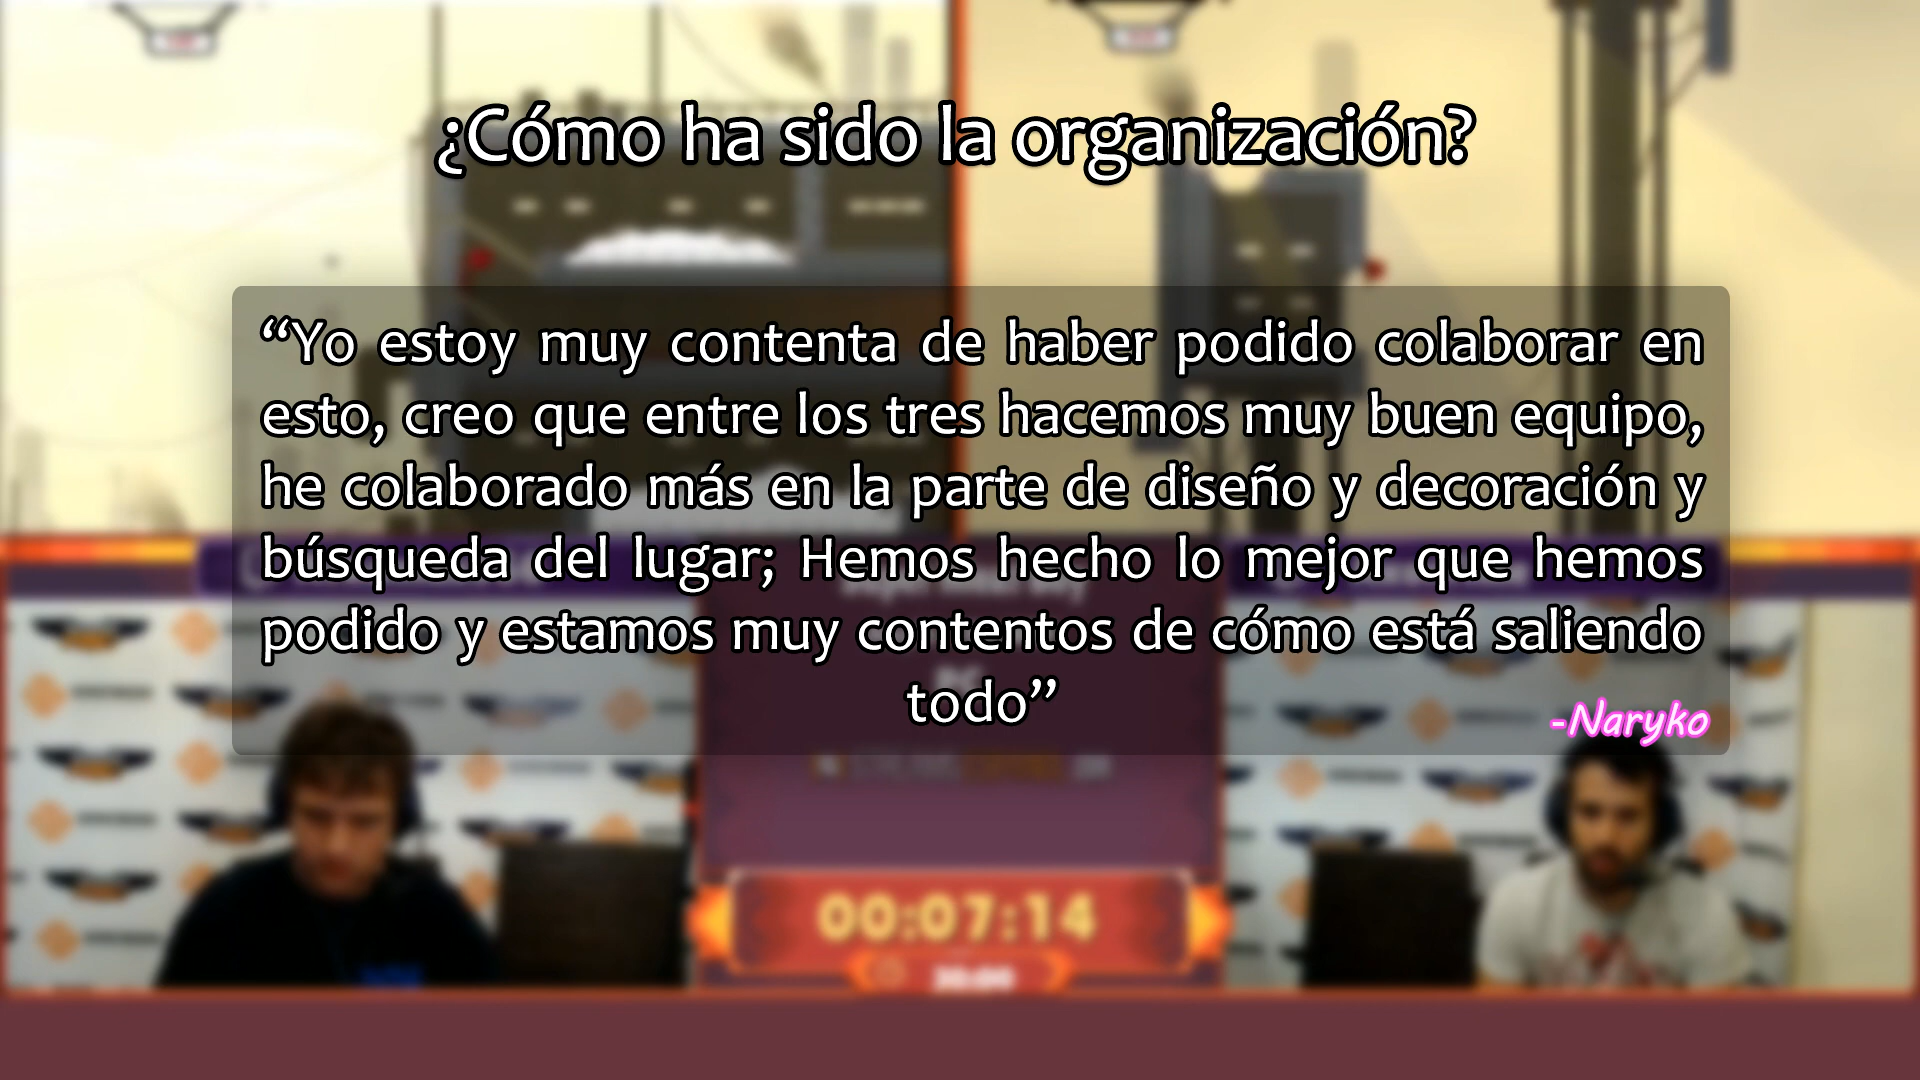 ¿Cómo ha sido la organización?
“Yo estoy muy contenta de haber podido colaborar en
esto, creo que entre los tres hacemos muy buen equipo,
he colaborado más en la parte de diseño y decoración y
búsqueda del lugar; Hemos hecho lo mejor que hemos
podido y estamos muy contentos de cómo está saliendo
todo”
-Naryko
00:07:14
30:00